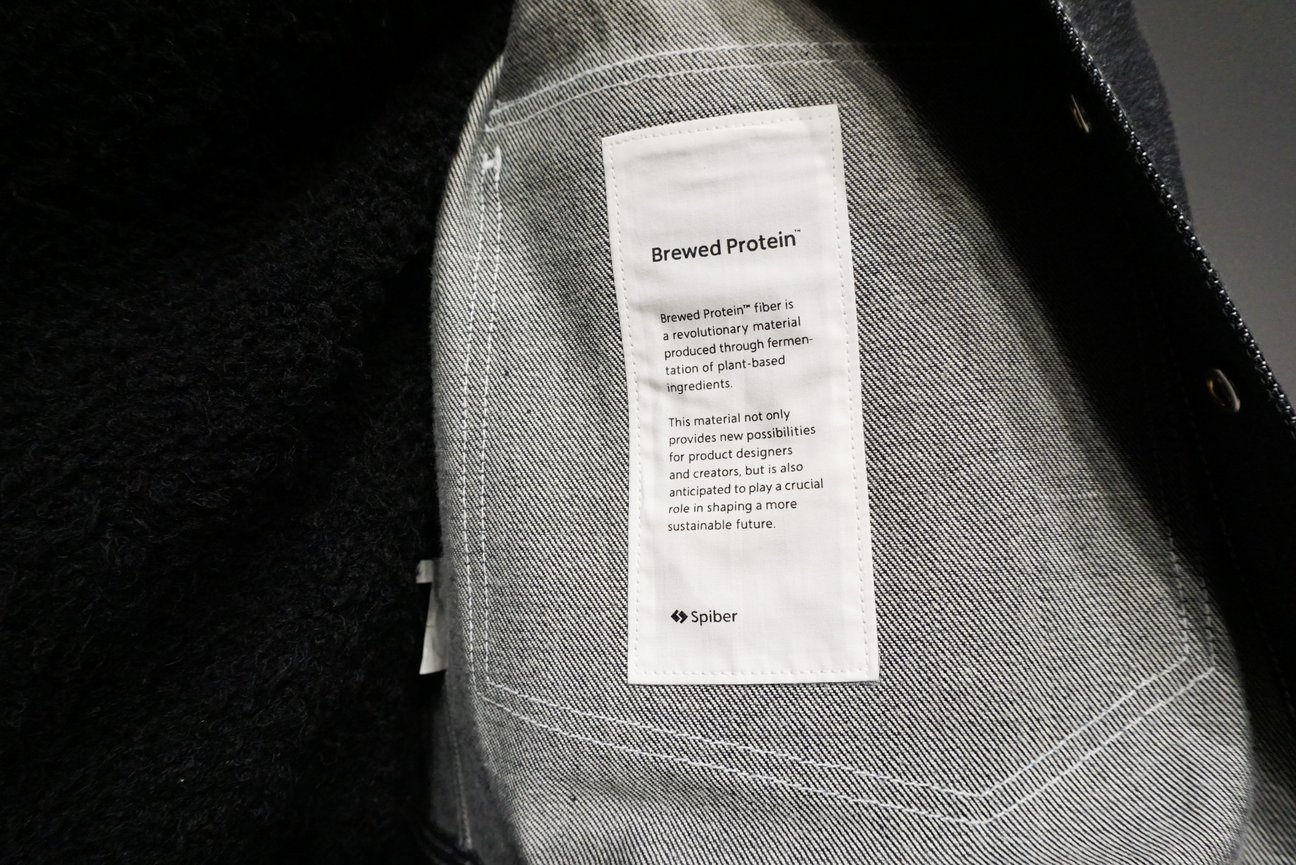 Brewed Protein™
Brewed Protein™ fiber is
a revolutionary material
produced through fermen-
tation of plant-based
ingredients.
This material not only
provides new possibilities
for product designers
and creators, but is also
anticipated to play a crucial
role in shaping a more
sustainable future.
Spiber